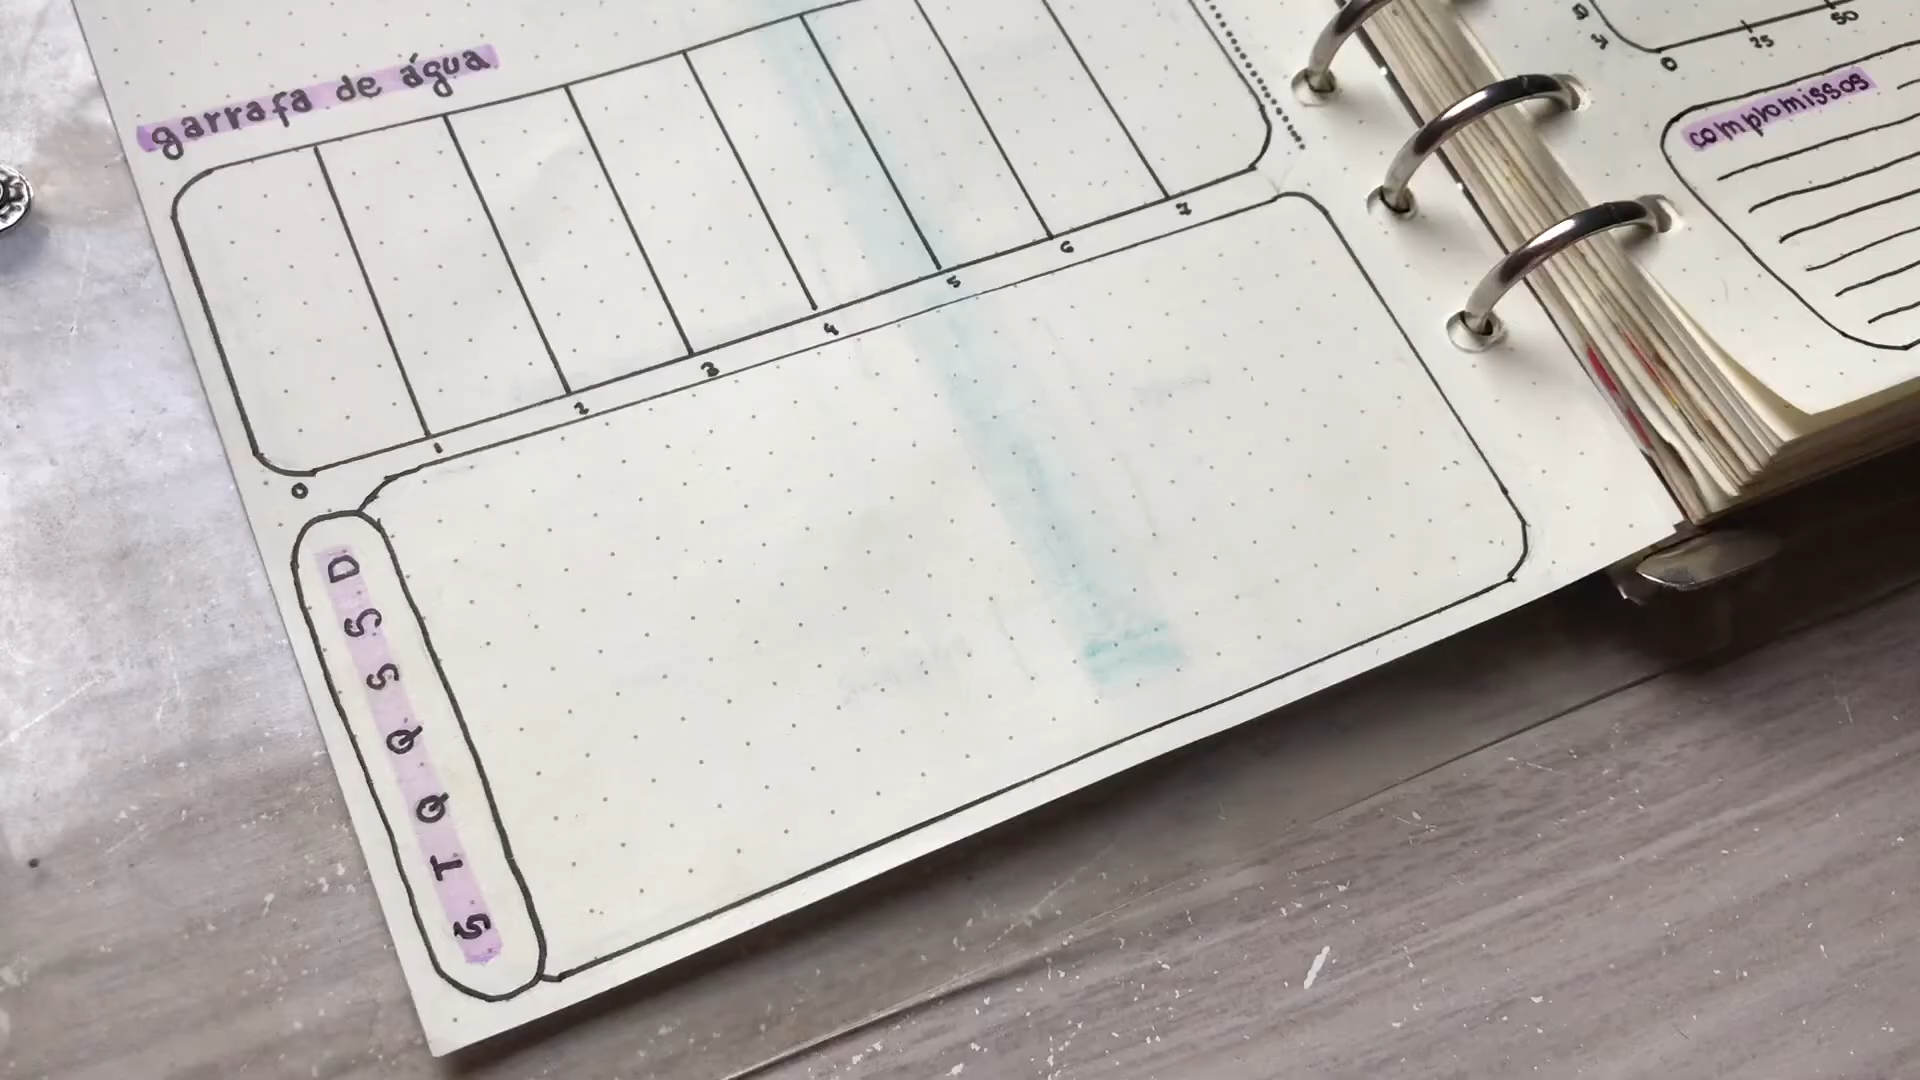 garrafa de água
0 1 2 3 4 5 6 7
D S S Q Q T S
0 25 50
compromissos